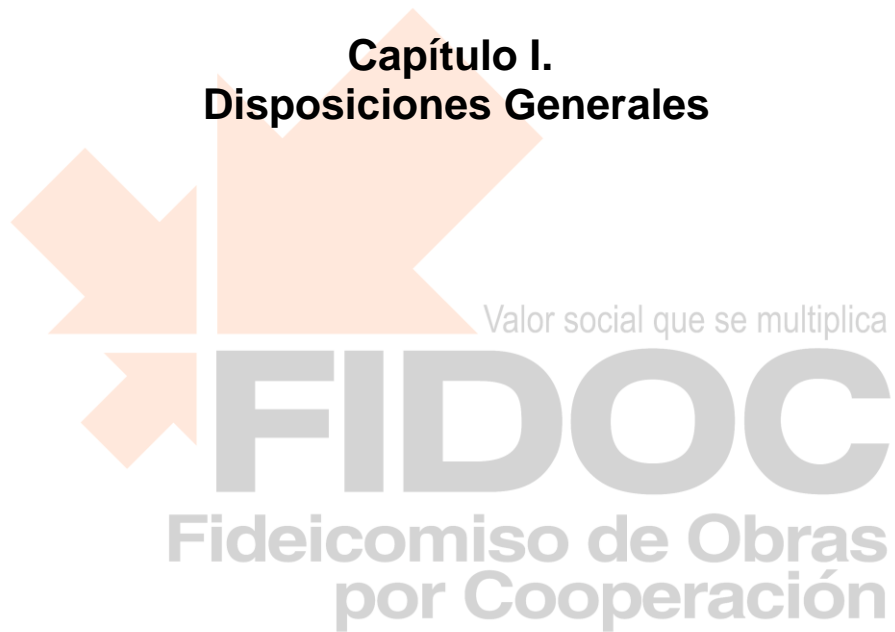 Capítulo I.
Disposiciones Generales
Valor social que se multiplica
FIDOC
Fideicomiso de Obras
por Cooperación